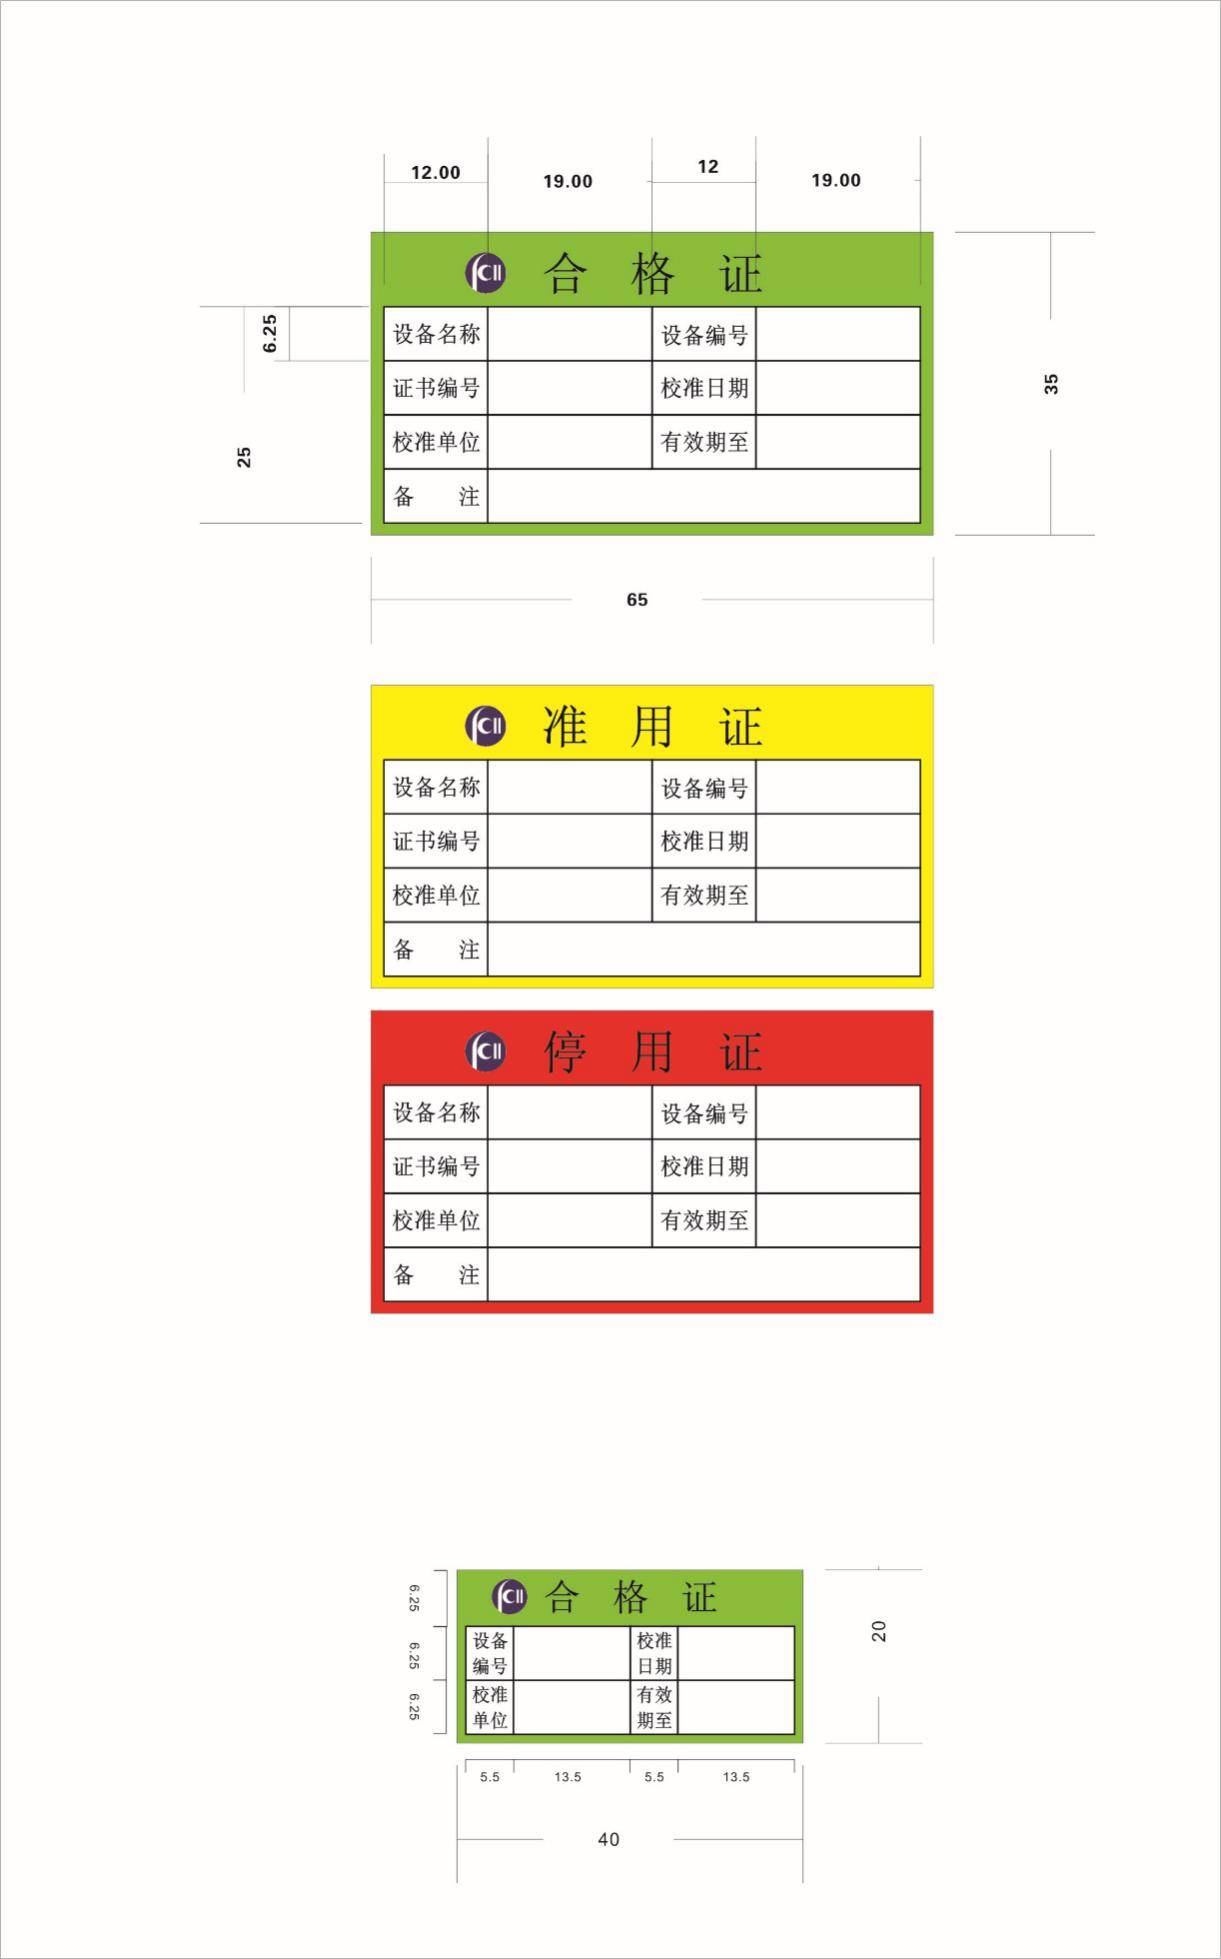 12.00 19.00 12 19.00
CII 合 格 证
6.25
25
35
设备名称 设备编号
证书编号 校准日期
校准单位 有效期至
备 注
65
CII 准 用 证
设备名称 设备编号
证书编号 校准日期
校准单位 有效期至
备 注
CII 停 用 证
设备名称 设备编号
证书编号 校准日期
校准单位 有效期至
备 注
CII 合 格 证
6.25
6.25
6.25
20
设备 校准
编号 日期
校准 有效
单位 期至
5.5 13.5 5.5 13.5
40